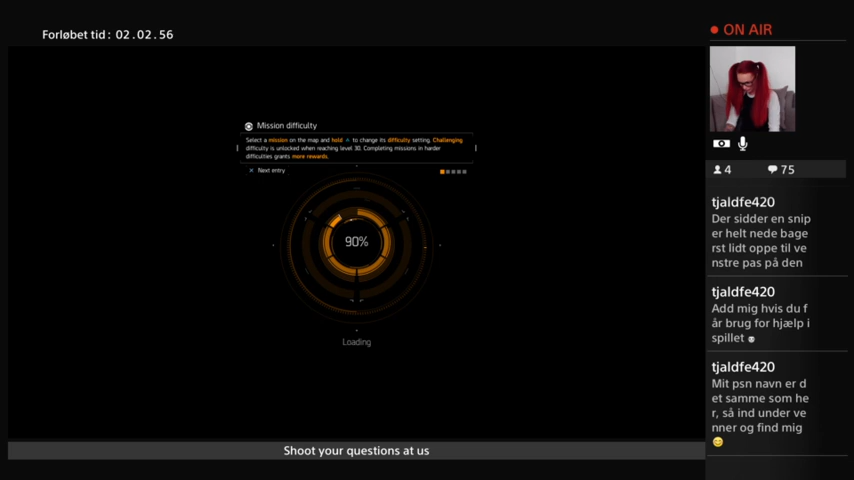 Forløbet tid: 02.02.56
ON AIR
Mission difficulty
Select a mission on the map and hold to change its difficulty setting. Challenging
difficulty is unlocked when reaching level 30. Completing missions in harder
difficulties grants more rewards.
Next entry
90%
Loading
4 75
tjaldfe420
Der sidder en snip
er helt nede bage
rst lidt oppe til ve
nstre pas på den
tjaldfe420
Add mig hvis du f
år brug for hjælp i
spillet
tjaldfe420
Mit psn navn er d
et samme som he
r, så ind under ve
nner og find mig
😊
Shoot your questions at us